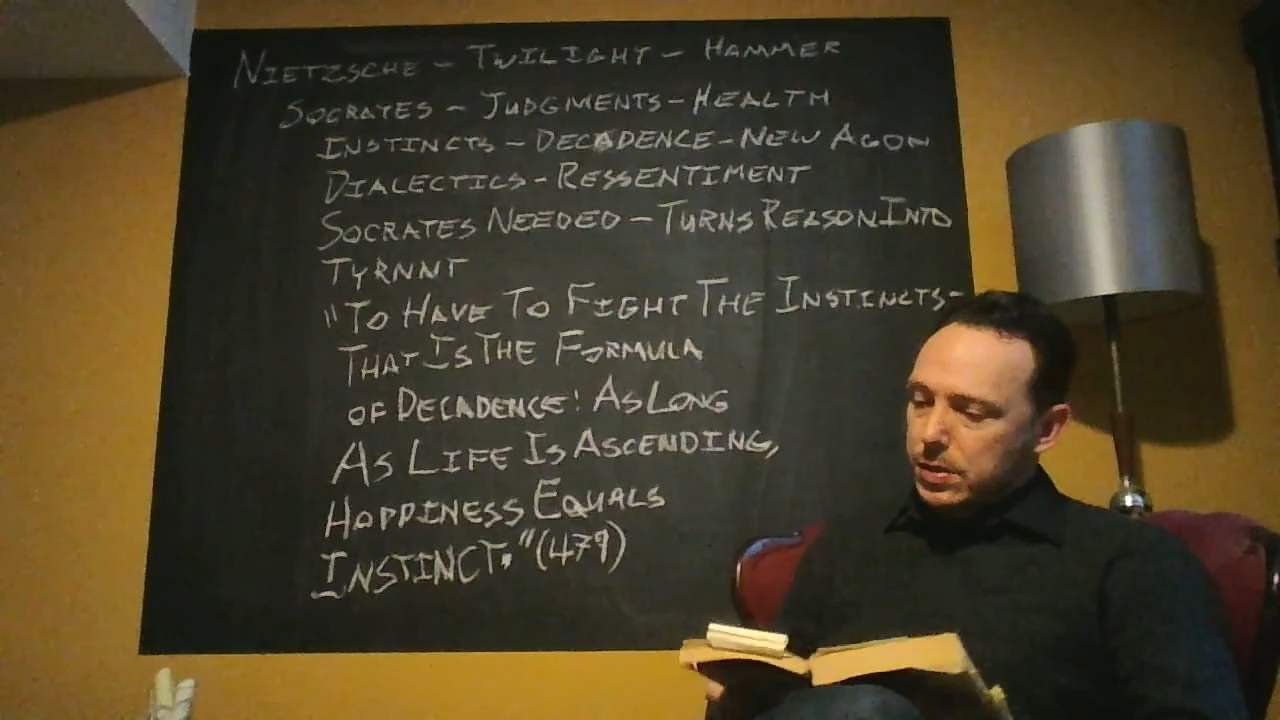 NIETZSCHE - TWILIGHT - HAMMER
SOCRATES - JUDGMENTS - HEALTH
INSTINCTS - DECADENCE - NEW AGON
DIALECTICS - RESSENTIMENT
SOCRATES NEEDED - TURNS REASON INTO
TYRNNT
"TO HAVE TO FIGHT THE INSTINCTS-
THAT IS THE FORMULA
OF DECADENCE: AS LONG
AS LIFE IS ASCENDING,
HAPPINESS EQUALS
INSTINCT." (479)